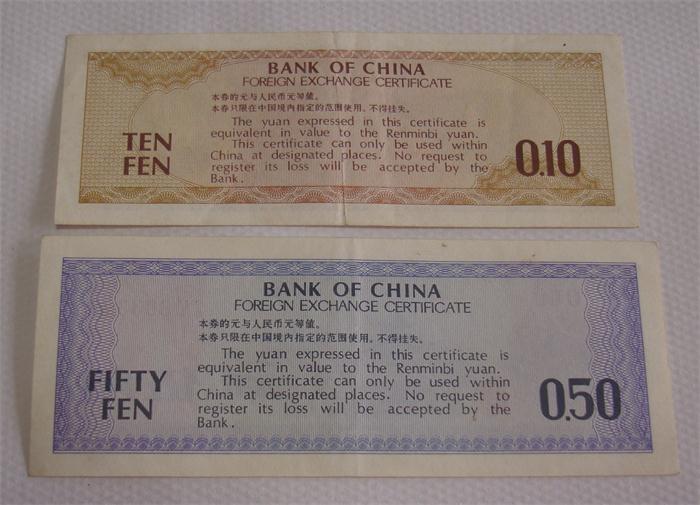 BANK OF CHINA
FOREIGN EXCHANGE CERTIFICATE
本券的元与人民币元等值。
本券只限在中国境内指定的范围使用，不得挂失。
The yuan expressed in this certificate is
equivalent in value to the Renminbi yuan.
This certificate can only be used within
China at designated places. No request to
register its loss will be accepted by the
Bank.
TEN
FEN
0.10
BANK OF CHINA
FOREIGN EXCHANGE CERTIFICATE
本券的元与人民币元等值。
本券只限在中国境内指定的范围使用，不得挂失。
The yuan expressed in this certificate is
equivalent in value to the Renminbi yuan.
This certificate can only be used within
China at designated places. No request to
register its loss will be accepted by the
Bank.
FIFTY
FEN
0.50